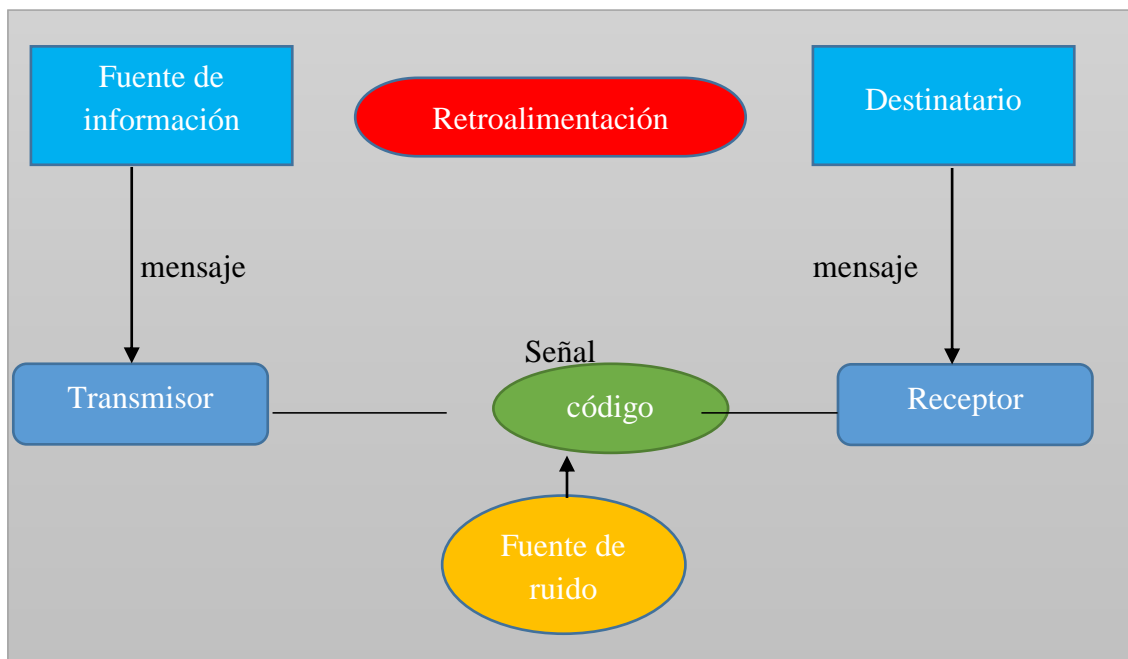 Fuente de
información
Retroalimentación
Destinatario
mensaje
mensaje
Señal
Transmisor
código
Receptor
Fuente de
ruido